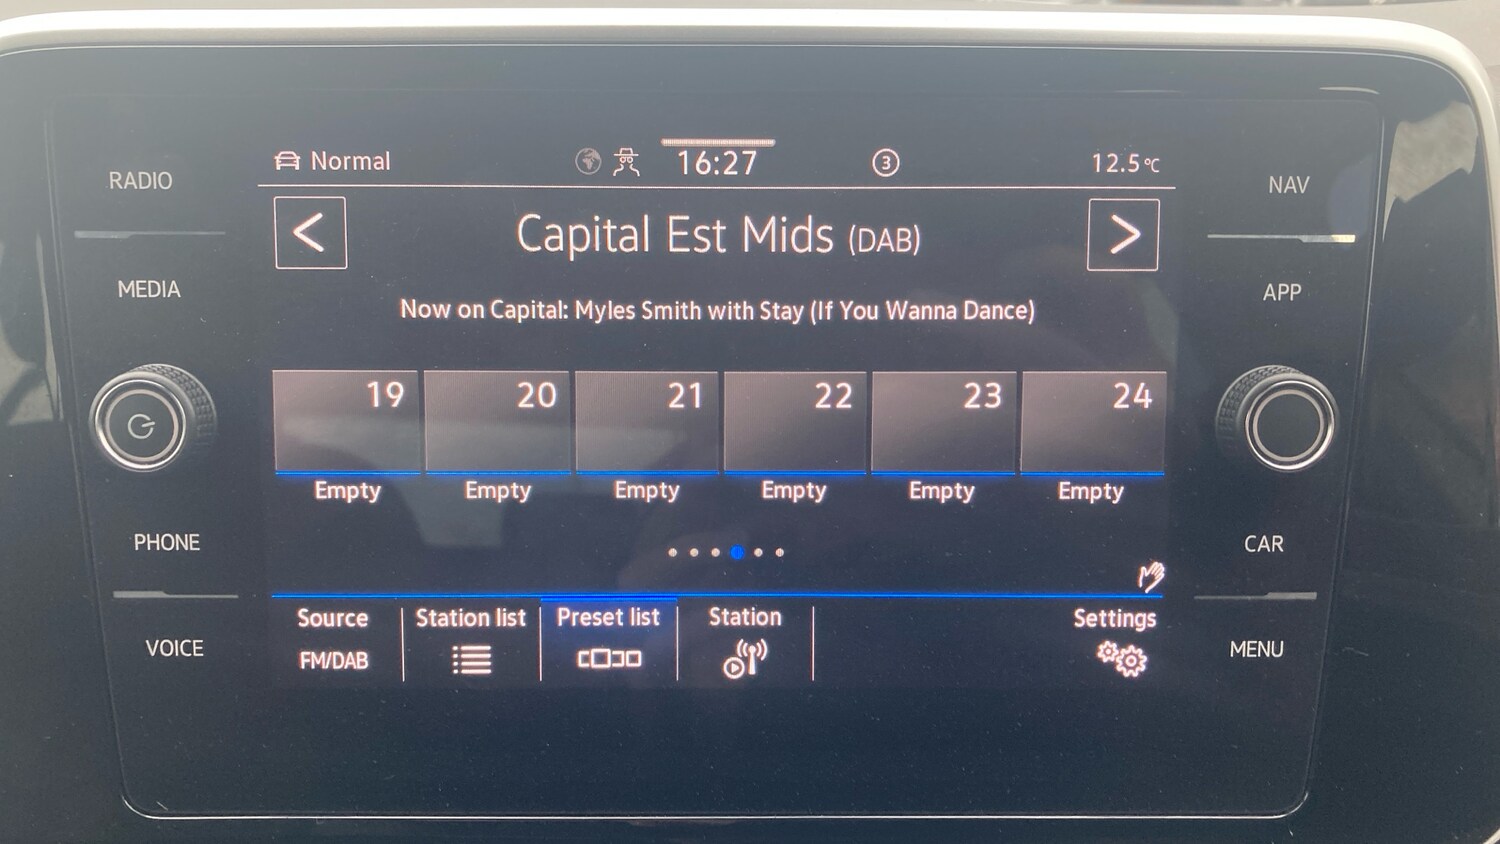 RADIO
MEDIA
PHONE
VOICE
Normal
16:27
3
12.5°C
Capital Est Mids (DAB)
Now on Capital: Myles Smith with Stay (If You Wanna Dance)
19 20 21 22 23 24
Empty Empty Empty Empty Empty Empty
Source Station list Preset list Station Settings
FM/DAB
NAV
APP
CAR
MENU